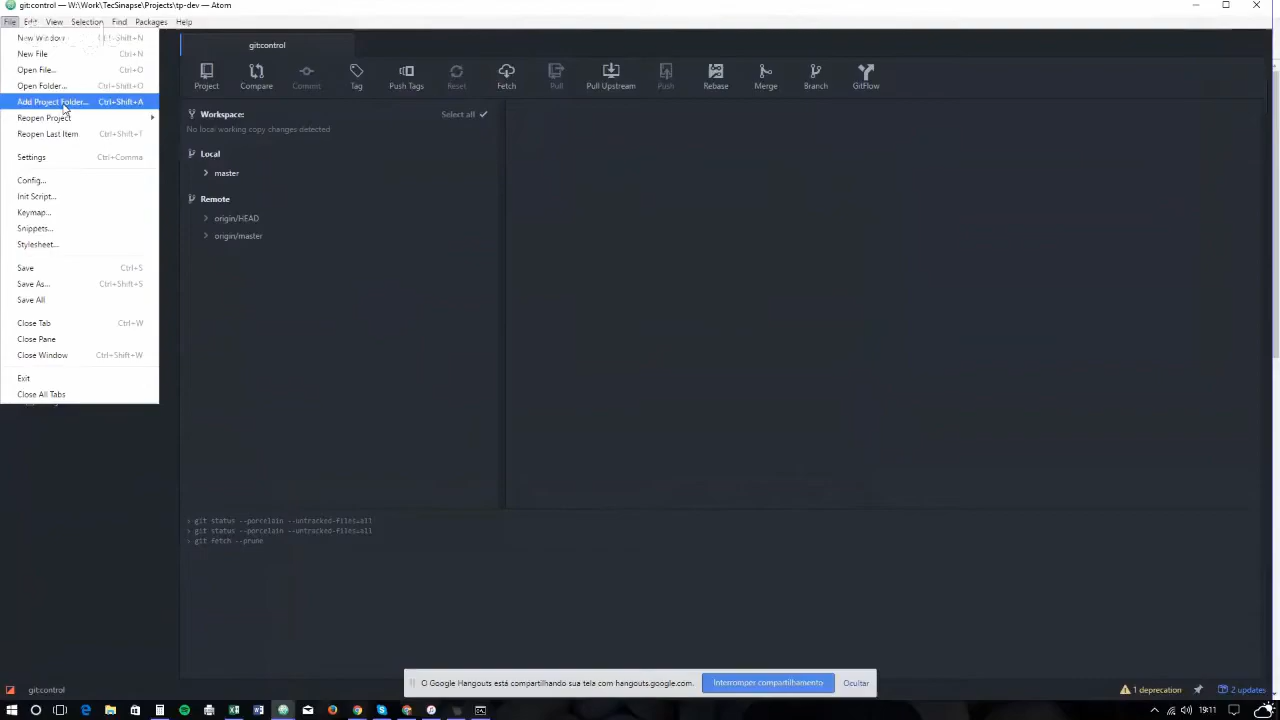 git:control — W:\Work\TecSinapse\Projects\tp-dev — Atom
File Edit View Selection Find Packages Help
New Window Ctrl+Shift+N
New File Ctrl+N
Open File... Ctrl+O
Open Folder... Ctrl+Shift+O
Add Project Folder... Ctrl+Shift+A
Reopen Project
Reopen Last Item Ctrl+Shift+T
Settings Ctrl+Comma
Config...
Init Script...
Keymap...
Snippets...
Stylesheet...
Save Ctrl+S
Save As... Ctrl+Shift+S
Save All
Close Tab Ctrl+W
Close Pane
Close Window Ctrl+Shift+W
Exit
Close All Tabs
git:control
Project Compare Commit Tag Push Tags Reset Fetch Pull Pull Upstream Push Rebase Merge Branch GitFlow
Workspace: Select all
No local working copy changes detected
Local
master
Remote
origin/HEAD
origin/master
> git status --porcelain --untracked-files=all
> git status --porcelain --untracked-files=all
> git fetch --prune
O Google Hangouts está compartilhando sua tela com hangouts.google.com. Interromper compartilhamento Ocultar
git:control 1 deprecation 2 updates
19:11